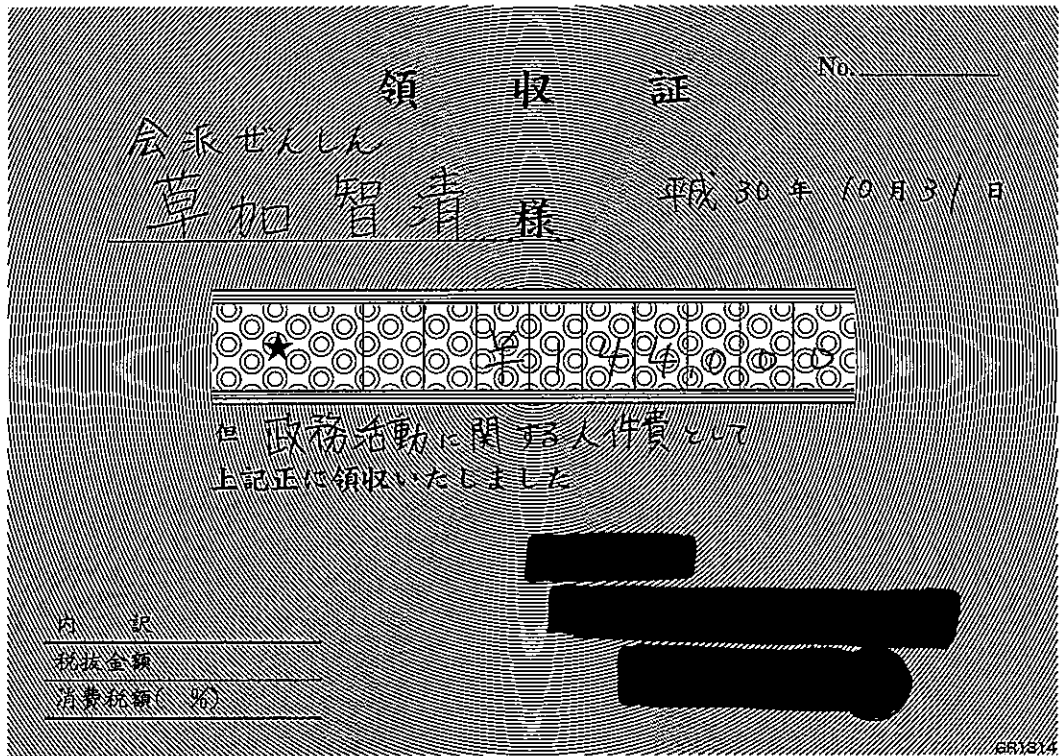 領収証
No.
会派ぜんしん
草加智清 様
平成30年10月31日
★ ¥144,000
但 政務活動に関する人件費として
上記正に領収いたしました
内訳
税抜金額
消費税額( %)